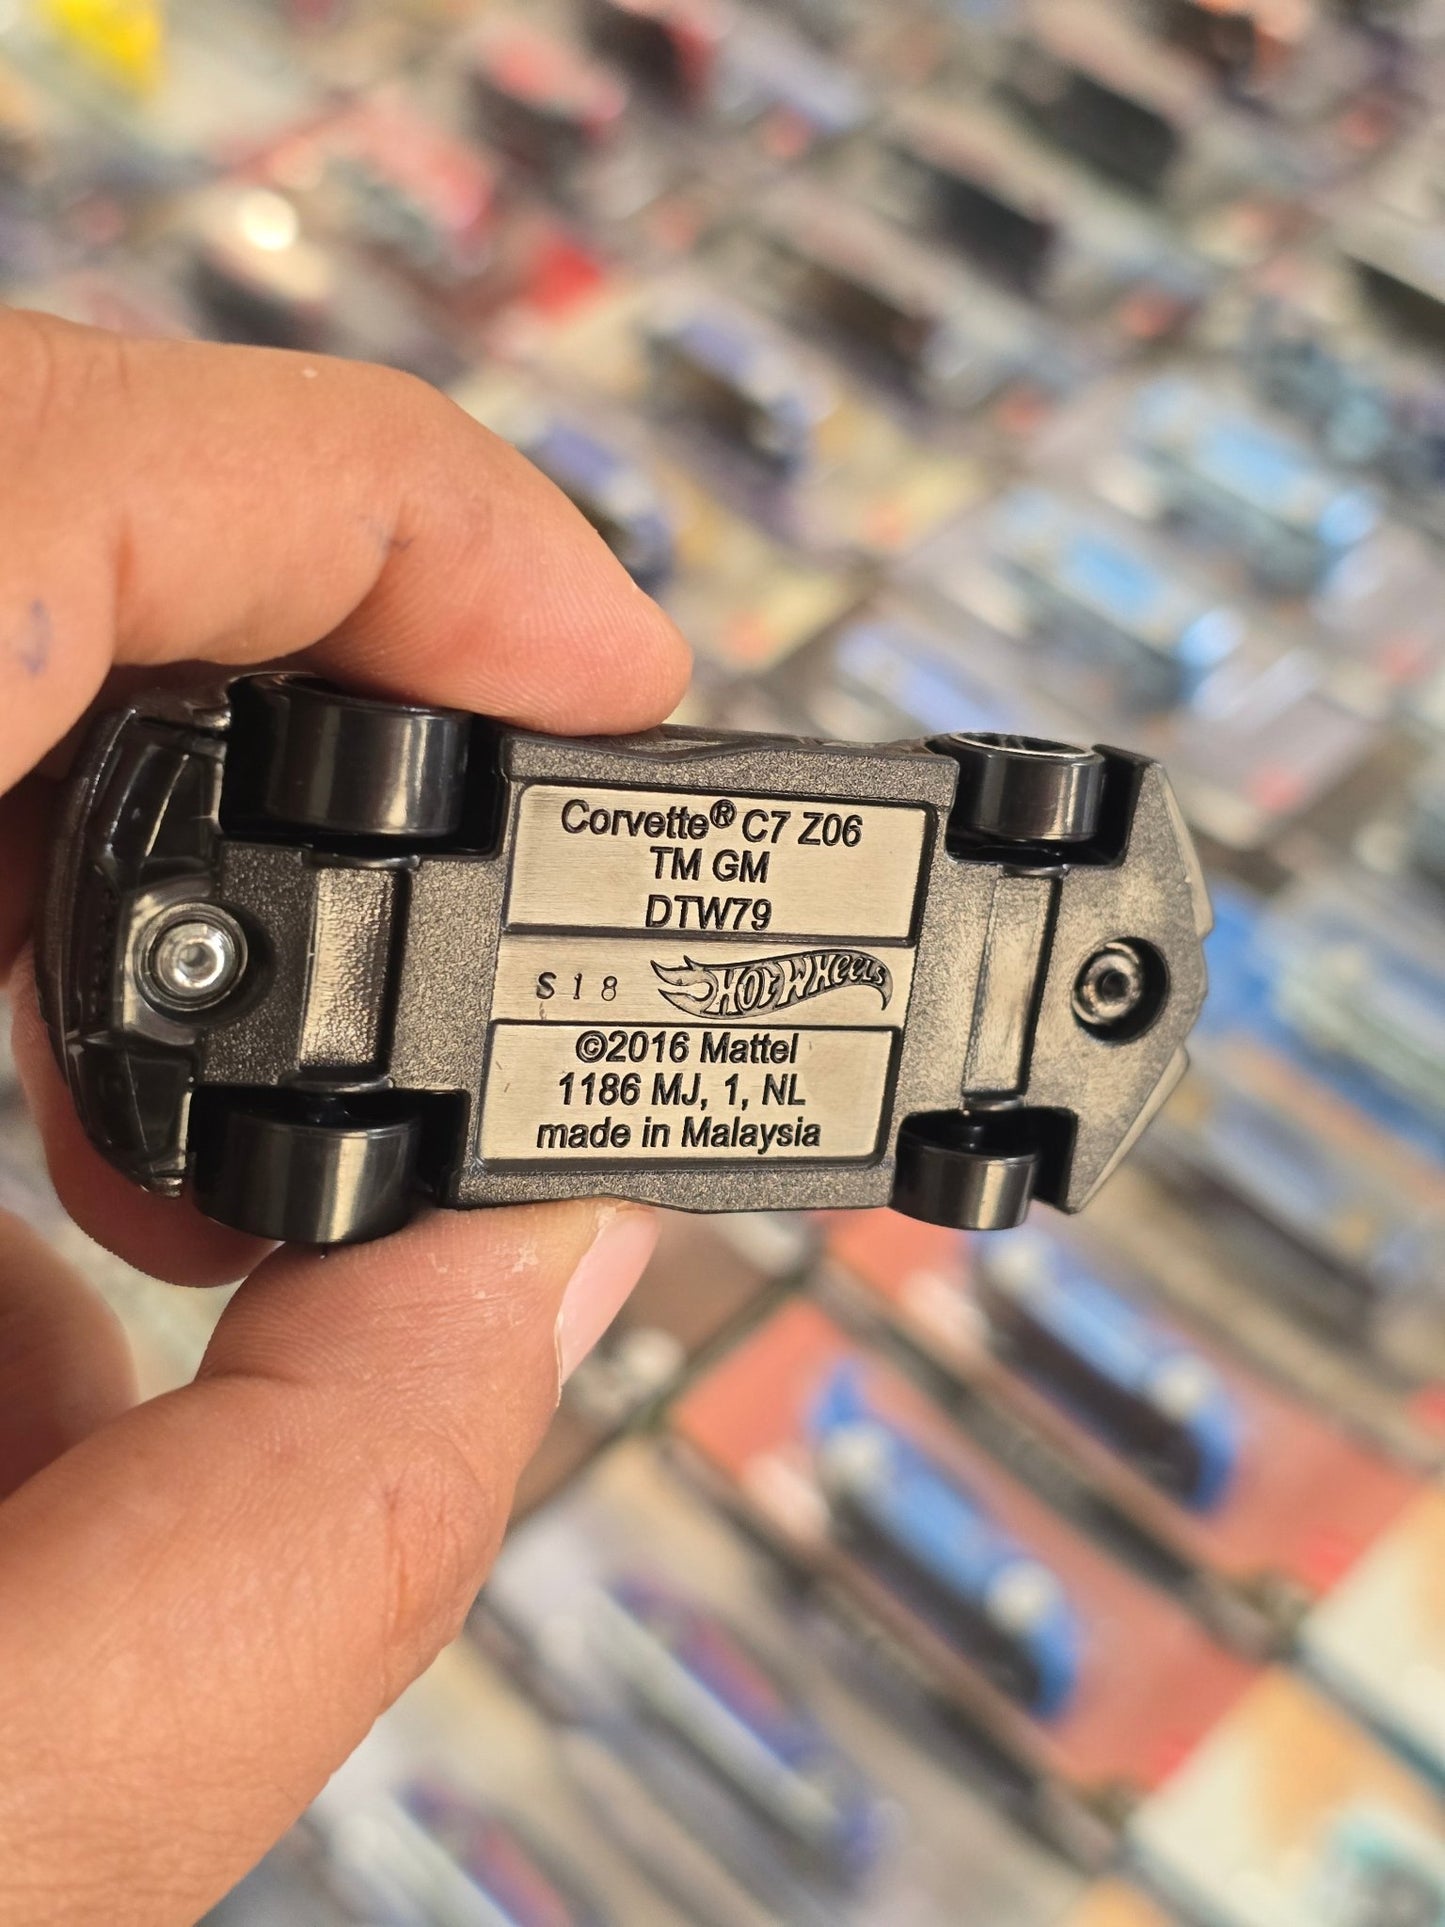 Corvette® C7 Z06
TM GM
DTW79
S18 HOT WHEELS
©2016 Mattel
1186 MJ, 1, NL
made in Malaysia